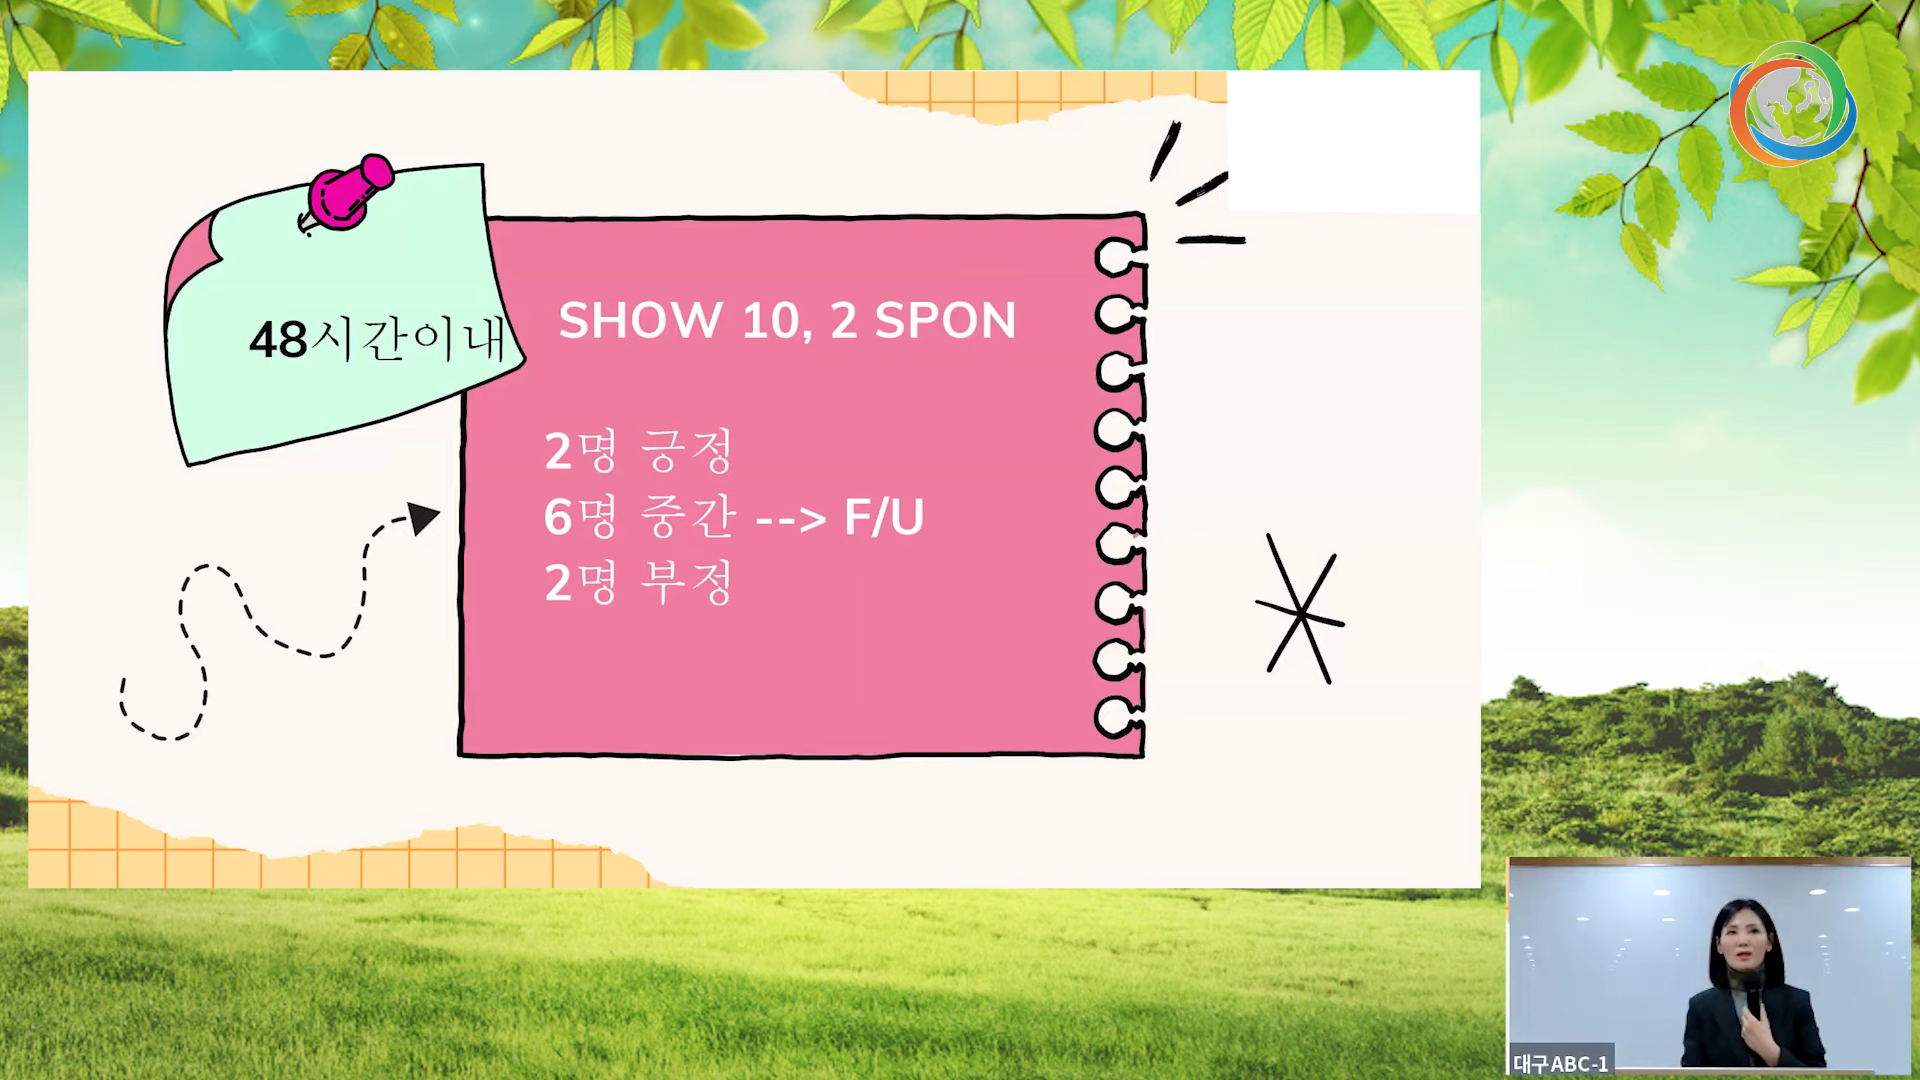 48시간이내
SHOW 10, 2 SPON
2명 긍정
6명 중간 --> F/U
2명 부정
대구ABC-1